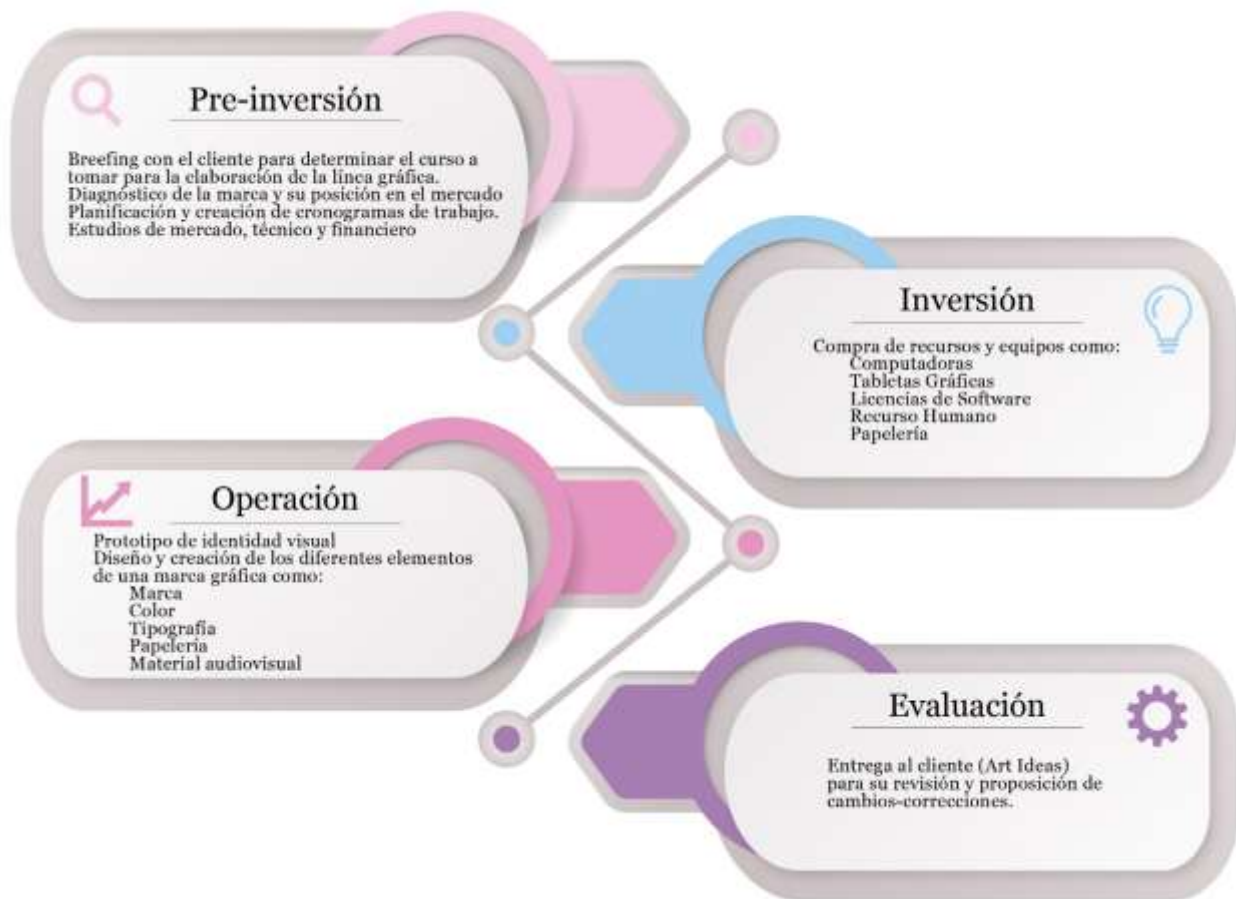 Pre-inversión
Breefing con el cliente para determinar el curso a
tomar para la elaboración de la línea gráfica.
Diagnóstico de la marca y su posición en el mercado
Planificación y creación de cronogramas de trabajo.
Estudios de mercado, técnico y financiero
Inversión
Compra de recursos y equipos como:
Computadoras
Tabletas Gráficas
Licencias de Software
Recurso Humano
Papelería
Operación
Prototipo de identidad visual
Diseño y creación de los diferentes elementos
de una marca gráfica como:
Marca
Color
Tipografía
Papelería
Material audiovisual
Evaluación
Entrega al cliente (Art Ideas)
para su revisión y proposición de
cambios-correcciones.